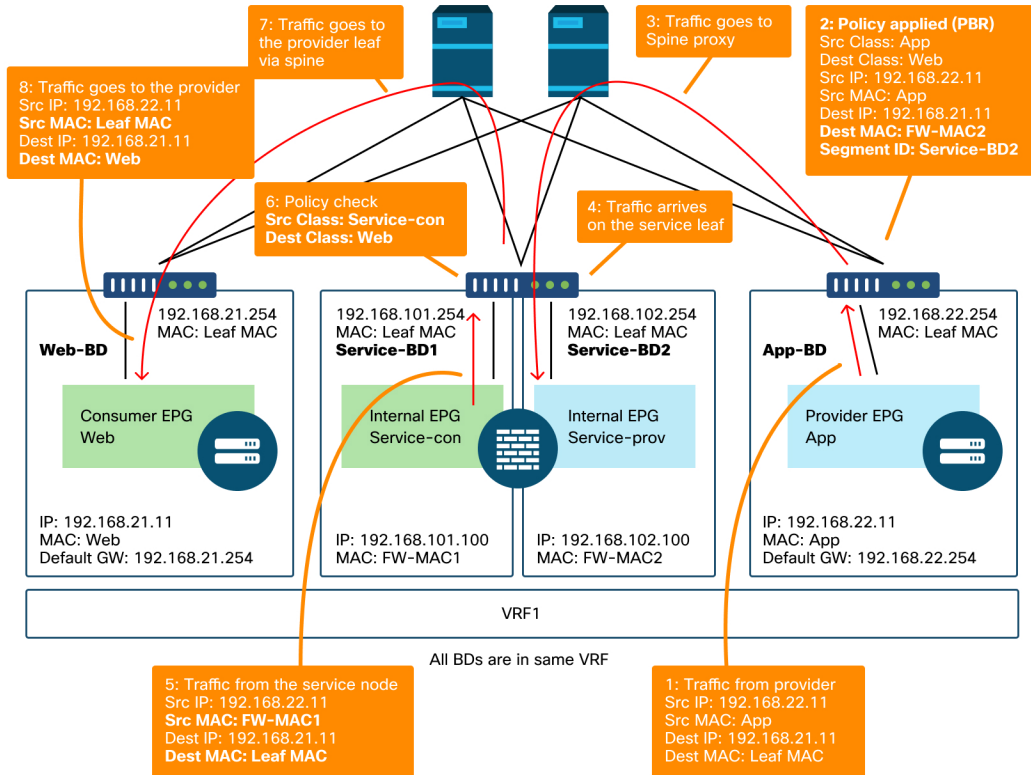 7: Traffic goes to
the provider leaf
via spine
3: Traffic goes to
Spine proxy
2: Policy applied (PBR)
Src Class: App
Dest Class: Web
Src IP: 192.168.22.11
Src MAC: App
Dest IP: 192.168.21.11
Dest MAC: FW-MAC2
Segment ID: Service-BD2
8: Traffic goes to the provider
Src IP: 192.168.22.11
Src MAC: Leaf MAC
Dest IP: 192.168.21.11
Dest MAC: Web
6: Policy check
Src Class: Service-con
Dest Class: Web
4: Traffic arrives
on the service leaf
192.168.21.254
MAC: Leaf MAC
Web-BD
Consumer EPG
Web
IP: 192.168.21.11
MAC: Web
Default GW: 192.168.21.254
192.168.101.254
MAC: Leaf MAC
Service-BD1
Internal EPG
Service-con
IP: 192.168.101.100
MAC: FW-MAC1
192.168.102.254
MAC: Leaf MAC
Service-BD2
Internal EPG
Service-prov
IP: 192.168.102.100
MAC: FW-MAC2
192.168.22.254
MAC: Leaf MAC
App-BD
Provider EPG
App
IP: 192.168.22.11
MAC: App
Default GW: 192.168.22.254
VRF1
All BDs are in same VRF
5: Traffic from the service node
Src IP: 192.168.22.11
Src MAC: FW-MAC1
Dest IP: 192.168.21.11
Dest MAC: Leaf MAC
1: Traffic from provider
Src IP: 192.168.22.11
Src MAC: App
Dest IP: 192.168.21.11
Dest MAC: Leaf MAC